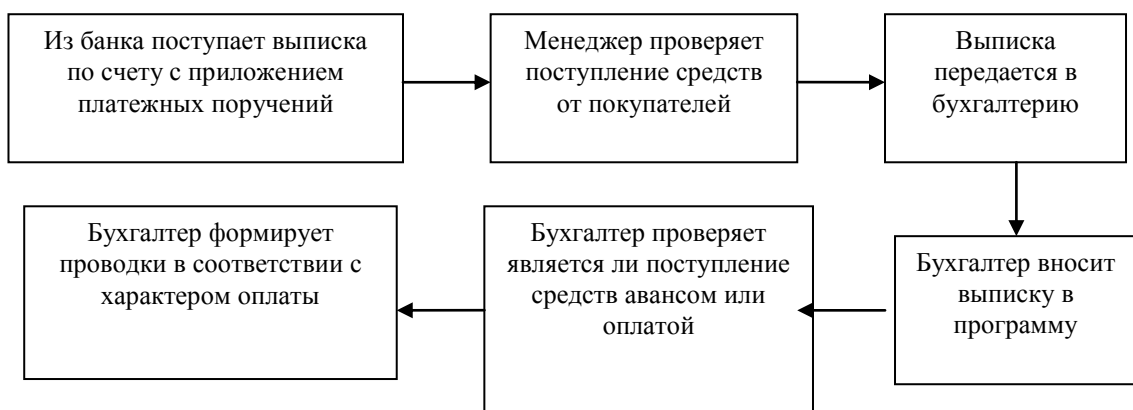 Из банка поступает выписка
по счету с приложением
платежных поручений
Менеджер проверяет
поступление средств
от покупателей
Выписка
передается в
бухгалтерию
Бухгалтер вносит
выписку в
программу
Бухгалтер проверяет
является ли поступление
средств авансом или
оплатой
Бухгалтер формирует
проводки в соответствии с
характером оплаты